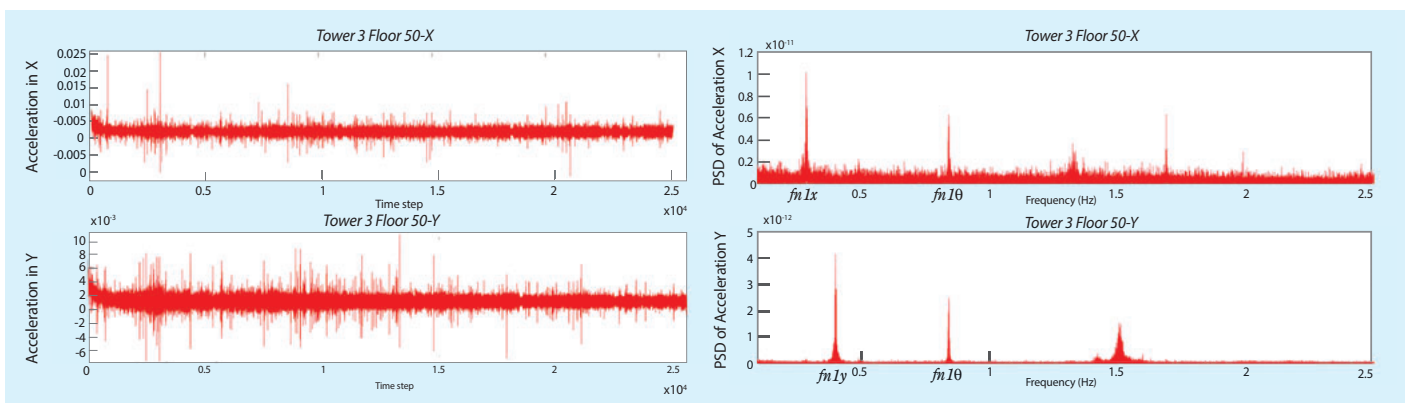 Tower 3 Floor 50-X
Acceleration in X
0.025
0.02
0.015
0.01
-0.005
0
-0.005
0
0 0.5 1 1.5 2 2.5
Time step
x10⁴
Tower 3 Floor 50-X
x10⁻¹¹
PSD of Acceleration X
1.2
1
0.8
0.6
0.4
0.2
0
fn1x 0.5 fn1θ 1 1.5 2 2.5
Frequency (Hz)
Tower 3 Floor 50-Y
x10⁻³
Acceleration in Y
10
8
6
4
2
0
-2
-4
-6
0 0.5 1 1.5 2 2.5
Time step
x10⁴
Tower 3 Floor 50-Y
x10⁻¹²
PSD of Acceleration Y
5
4
3
2
1
0
fn1y 0.5 fn1θ 1 1.5 2 2.5
Frequency (Hz)